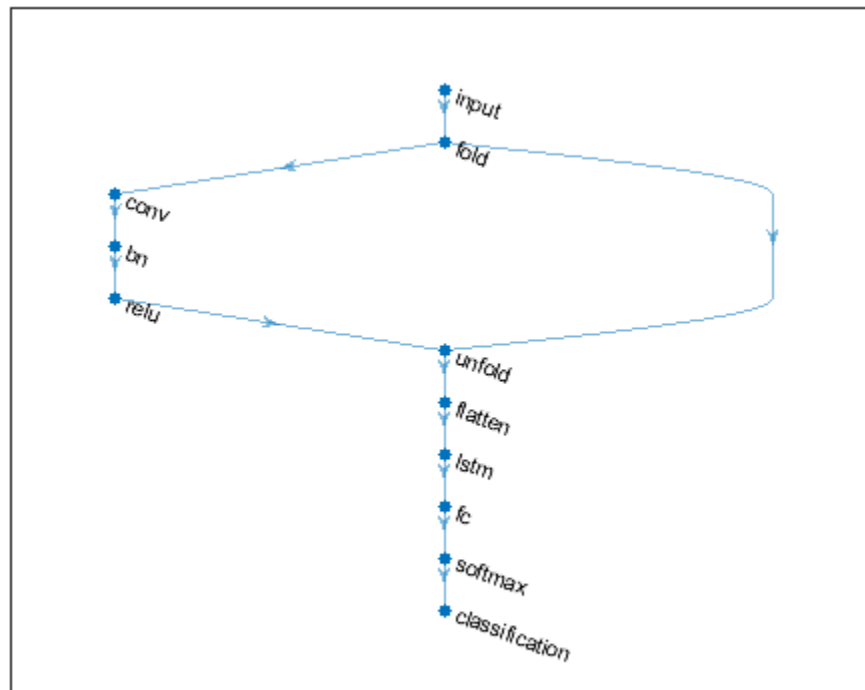 input
fold
conv
bn
relu
unfold
flatten
lstm
fc
softmax
classification